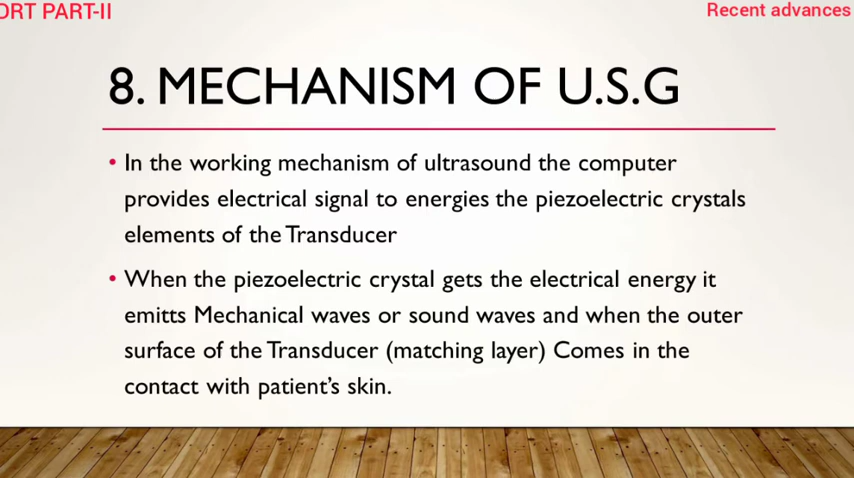 ORT PART-II
Recent advances
8. MECHANISM OF U.S.G
• In the working mechanism of ultrasound the computer
provides electrical signal to energies the piezoelectric crystals
elements of the Transducer
• When the piezoelectric crystal gets the electrical energy it
emitts Mechanical waves or sound waves and when the outer
surface of the Transducer (matching layer) Comes in the
contact with patient's skin.